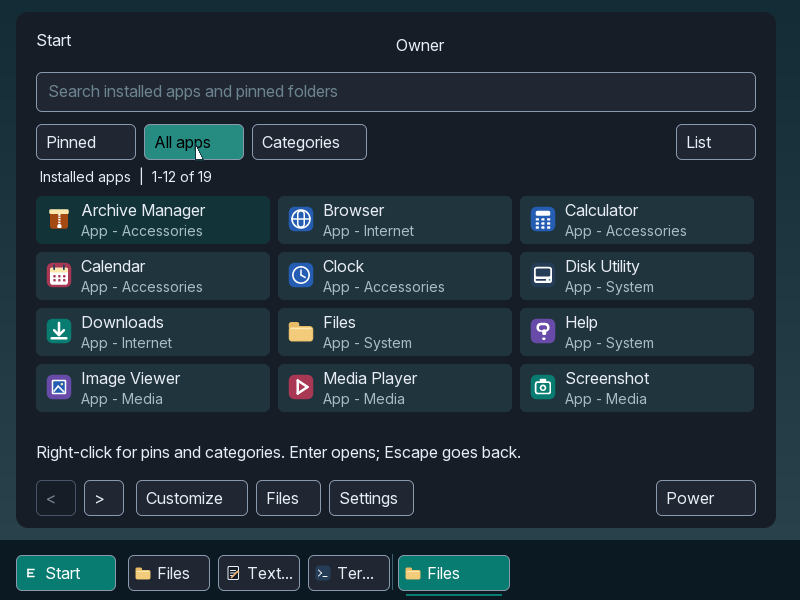 Start
Owner
Search installed apps and pinned folders
Pinned
All apps
Categories
List
Installed apps | 1-12 of 19
Archive Manager
App - Accessories
Browser
App - Internet
Calculator
App - Accessories
Calendar
App - Accessories
Clock
App - Accessories
Disk Utility
App - System
Downloads
App - Internet
Files
App - System
Help
App - System
Image Viewer
App - Media
Media Player
App - Media
Screenshot
App - Media
Right-click for pins and categories. Enter opens; Escape goes back.
<
>
Customize
Files
Settings
Power
E Start
Files
Text...
Ter...
Files